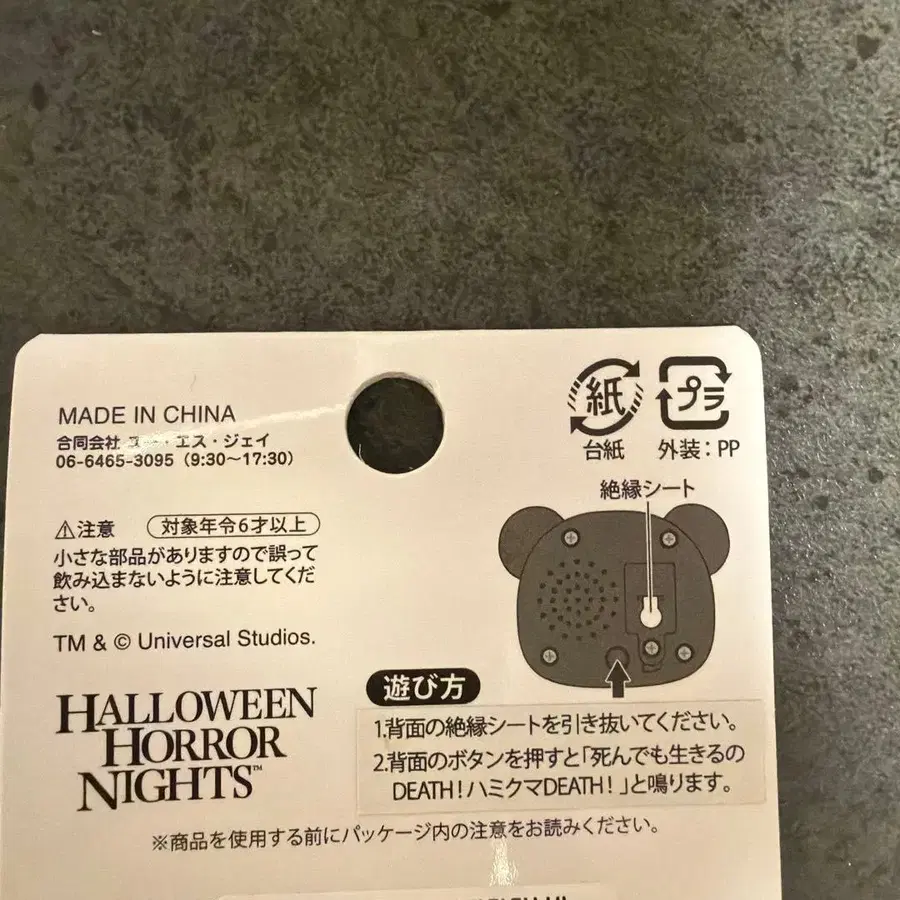 MADE IN CHINA
合同会社 ユー・エス・ジェイ
06-6465-3095（9:30〜17:30）
紙
プラ
台紙
外装：PP
絶縁シート
⚠注意
対象年令6才以上
小さな部品がありますので誤って
飲み込まないように注意してくだ
さい。
TM & © Universal Studios.
HALLOWEEN
HORROR
NIGHTS™
遊び方
1.背面の絶縁シートを引き抜いてください。
2.背面のボタンを押すと「死んでも生きるの
DEATH！ハミクマDEATH！」と鳴ります。
※商品を使用する前にパッケージ内の注意をお読みください。